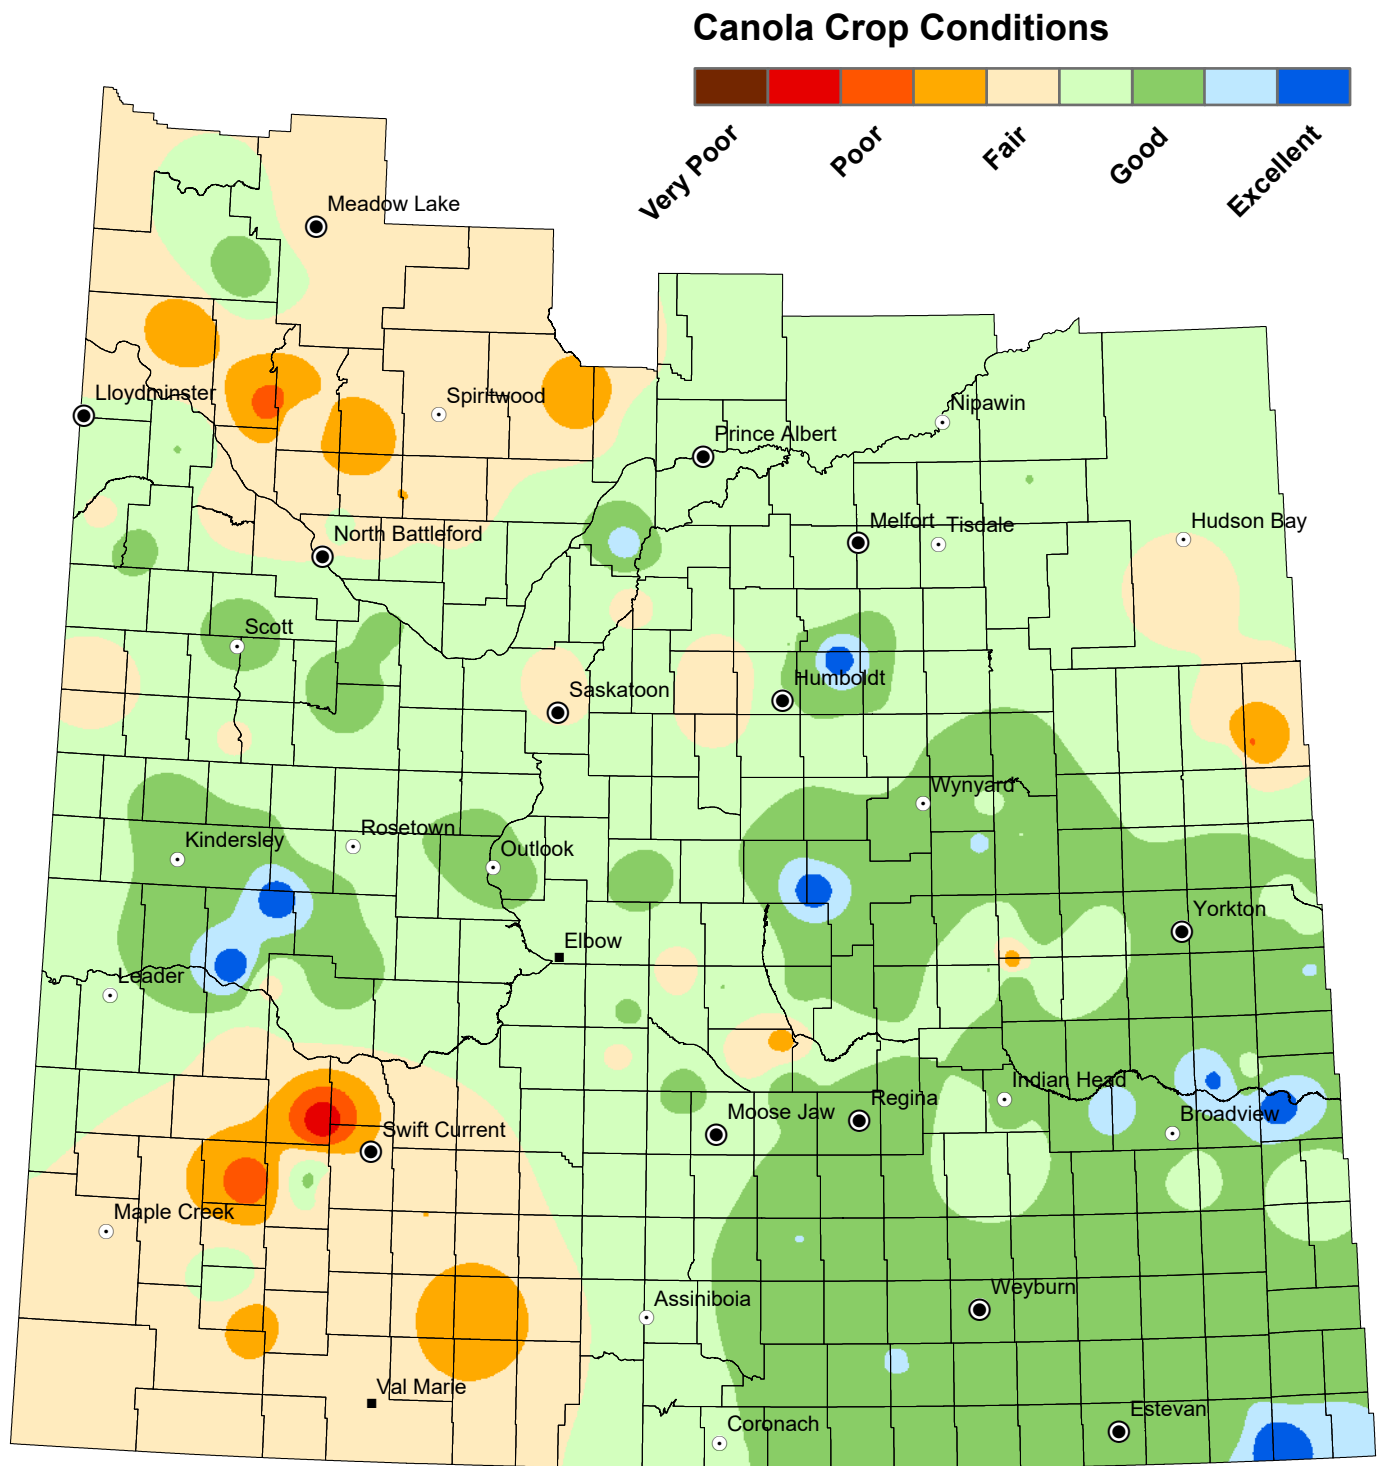 Canola Crop Conditions
Very Poor
Poor
Fair
Good
Excellent
Meadow Lake
Lloydminster
Spiritwood
Nipawin
Prince Albert
Melfort
Tisdale
Hudson Bay
North Battleford
Scott
Saskatoon
Humboldt
Wynyard
Kindersley
Rosetown
Outlook
Yorkton
Elbow
Leader
Indian Head
Regina
Moose Jaw
Broadview
Swift Current
Maple Creek
Weyburn
Assiniboia
Val Marie
Estevan
Coronach